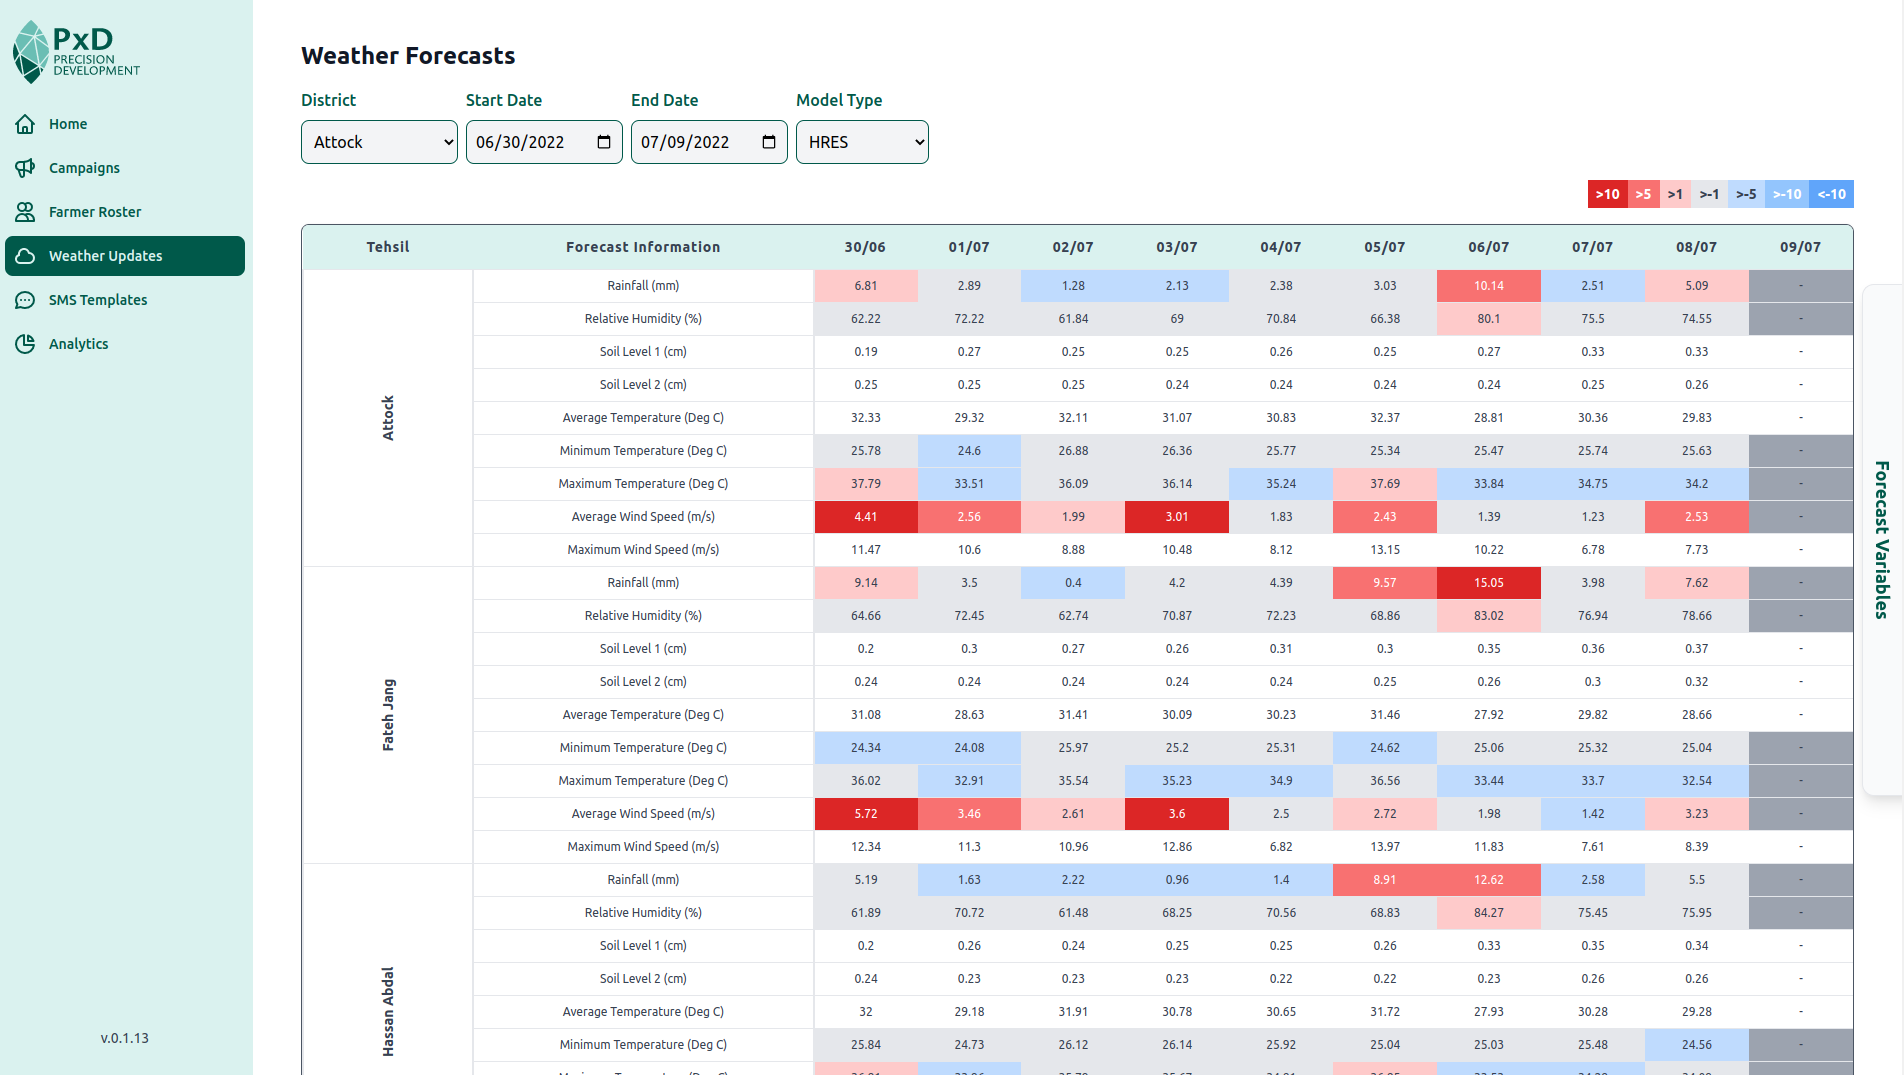 PxD
PRECISION
DEVELOPMENT
Home
Campaigns
Farmer Roster
Weather Updates
SMS Templates
Analytics
v.0.1.13
Weather Forecasts
District Start Date End Date Model Type
Attock 06/30/2022 07/09/2022 HRES
>10 >5 >1 >-1 >-5 >-10 <-10
Tehsil Forecast Information 30/06 01/07 02/07 03/07 04/07 05/07 06/07 07/07 08/07 09/07
Attock
Rainfall (mm) 6.81 2.89 1.28 2.13 2.38 3.03 10.14 2.51 5.09 -
Relative Humidity (%) 62.22 72.22 61.84 69 70.84 66.38 80.1 75.5 74.55 -
Soil Level 1 (cm) 0.19 0.27 0.25 0.25 0.26 0.25 0.27 0.33 0.33 -
Soil Level 2 (cm) 0.25 0.25 0.25 0.24 0.24 0.24 0.24 0.25 0.26 -
Average Temperature (Deg C) 32.33 29.32 32.11 31.07 30.83 32.37 28.81 30.36 29.83 -
Minimum Temperature (Deg C) 25.78 24.6 26.88 26.36 25.77 25.34 25.47 25.74 25.63 -
Maximum Temperature (Deg C) 37.79 33.51 36.09 36.14 35.24 37.69 33.84 34.75 34.2 -
Average Wind Speed (m/s) 4.41 2.56 1.99 3.01 1.83 2.43 1.39 1.23 2.53 -
Maximum Wind Speed (m/s) 11.47 10.6 8.88 10.48 8.12 13.15 10.22 6.78 7.73 -
Fateh Jang
Rainfall (mm) 9.14 3.5 0.4 4.2 4.39 9.57 15.05 3.98 7.62 -
Relative Humidity (%) 64.66 72.45 62.74 70.87 72.23 68.86 83.02 76.94 78.66 -
Soil Level 1 (cm) 0.2 0.3 0.27 0.26 0.31 0.3 0.35 0.36 0.37 -
Soil Level 2 (cm) 0.24 0.24 0.24 0.24 0.24 0.25 0.26 0.3 0.32 -
Average Temperature (Deg C) 31.08 28.63 31.41 30.09 30.23 31.46 27.92 29.82 28.66 -
Minimum Temperature (Deg C) 24.34 24.08 25.97 25.2 25.31 24.62 25.06 25.32 25.04 -
Maximum Temperature (Deg C) 36.02 32.91 35.54 35.23 34.9 36.56 33.44 33.7 32.54 -
Average Wind Speed (m/s) 5.72 3.46 2.61 3.6 2.5 2.72 1.98 1.42 3.23 -
Maximum Wind Speed (m/s) 12.34 11.3 10.96 12.86 6.82 13.97 11.83 7.61 8.39 -
Hassan Abdal
Rainfall (mm) 5.19 1.63 2.22 0.96 1.4 8.91 12.62 2.58 5.5 -
Relative Humidity (%) 61.89 70.72 61.48 68.25 70.56 68.83 84.27 75.45 75.95 -
Soil Level 1 (cm) 0.2 0.26 0.24 0.25 0.25 0.26 0.33 0.35 0.34 -
Soil Level 2 (cm) 0.24 0.23 0.23 0.23 0.22 0.22 0.23 0.26 0.26 -
Average Temperature (Deg C) 32 29.18 31.91 30.78 30.65 31.72 27.93 30.28 29.28 -
Minimum Temperature (Deg C) 25.84 24.73 26.12 26.14 25.92 25.04 25.03 25.48 24.56 -
Forecast Variables